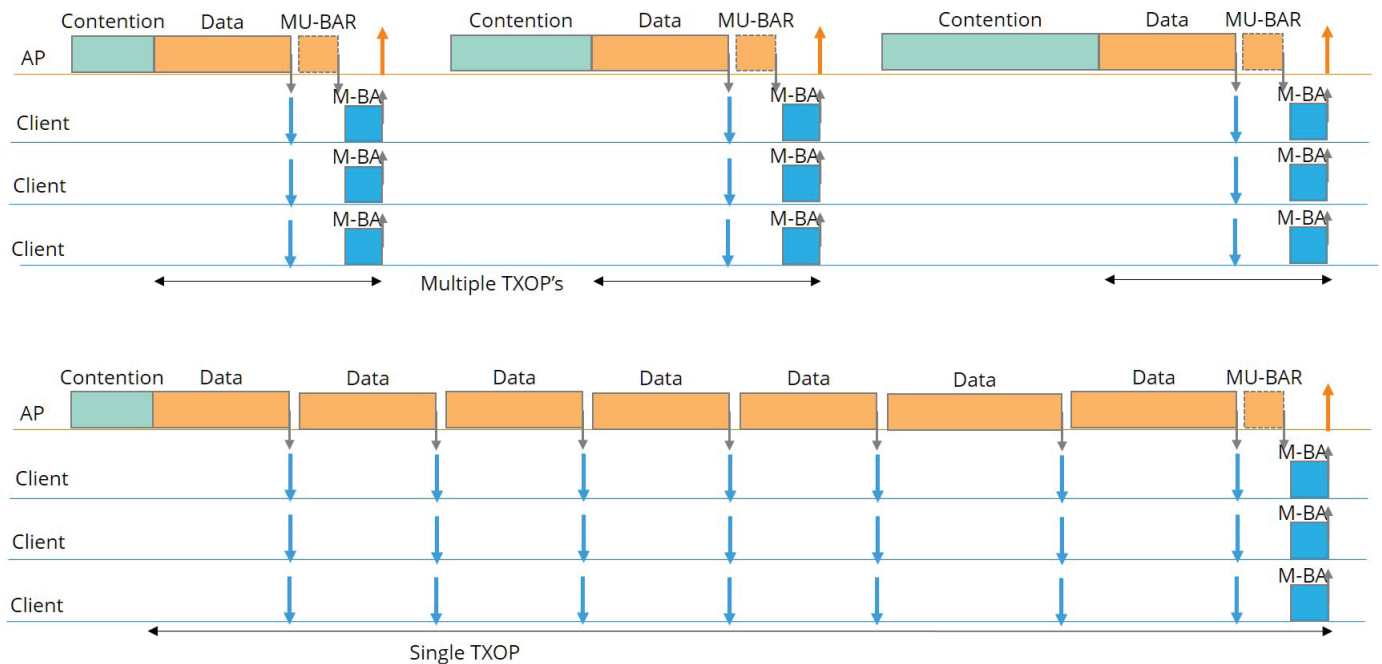 Contention Data MU-BAR Contention Data MU-BAR Contention Data MU-BAR
AP
M-BA M-BA M-BA
Client
M-BA M-BA M-BA
Client
M-BA M-BA M-BA
Client
Multiple TXOP's
Contention Data Data Data Data Data Data Data MU-BAR
AP
M-BA
Client
M-BA
Client
M-BA
Client
Single TXOP